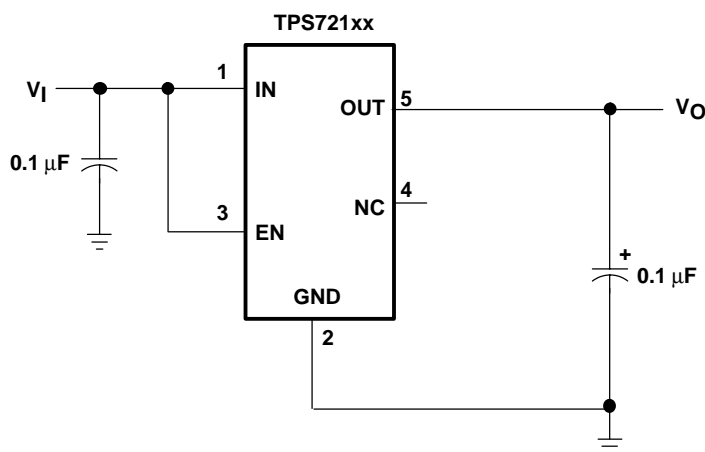 TPS721xx
VI
1
IN
OUT
5
VO
0.1 μF
4
NC
3
EN
+
0.1 μF
GND
2